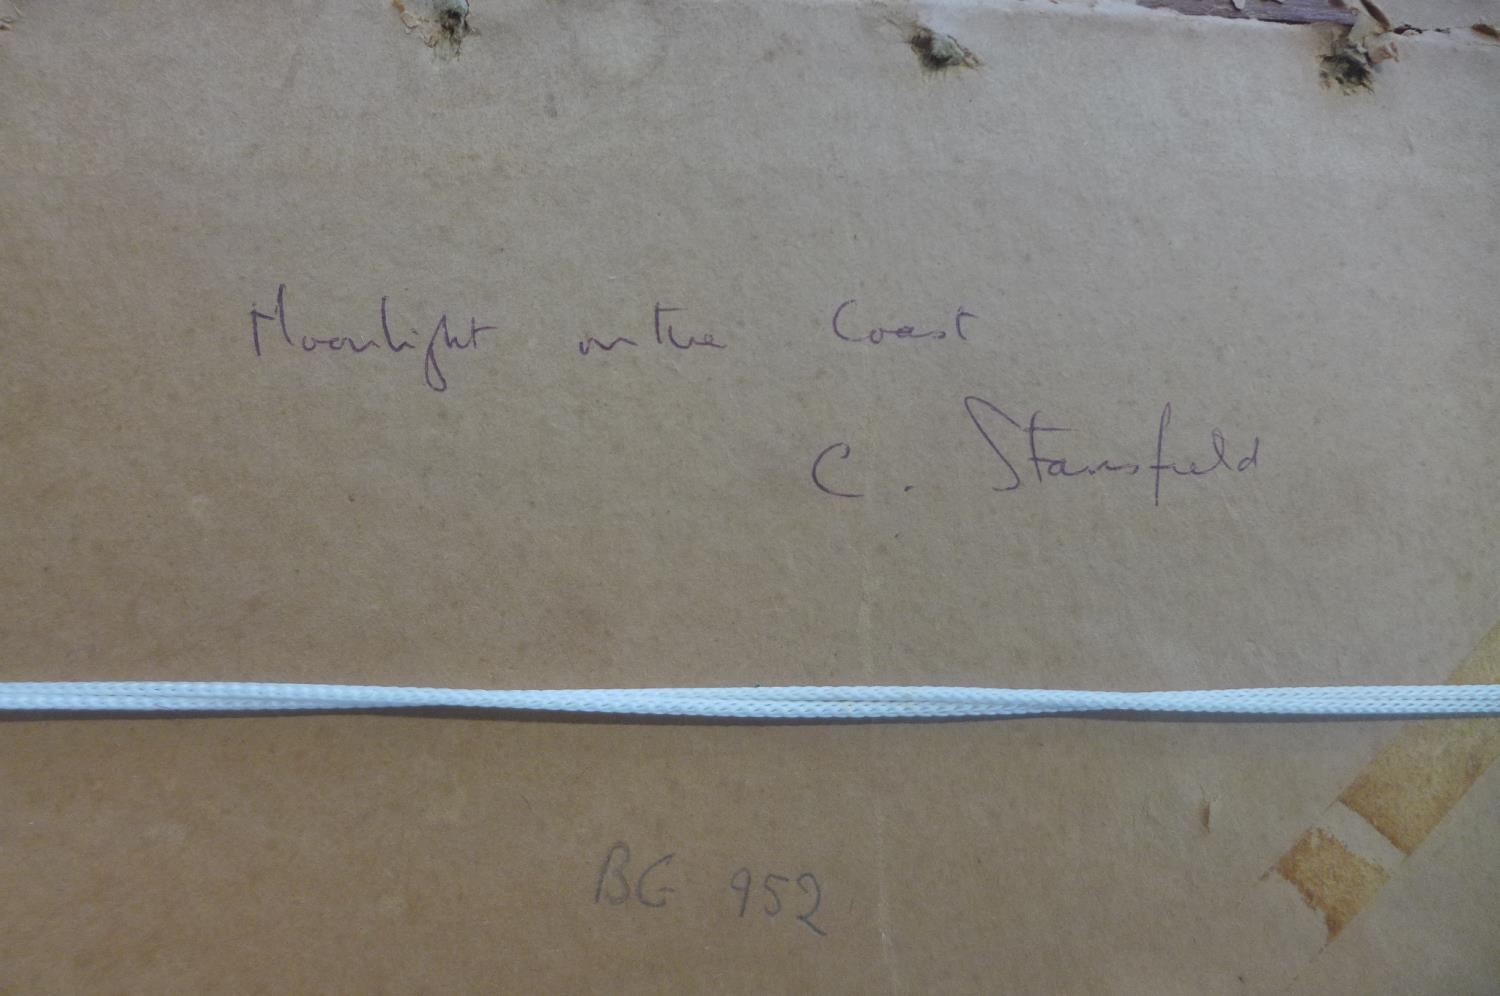 Moonlight on the Coast
C. Stansfield
BG 952